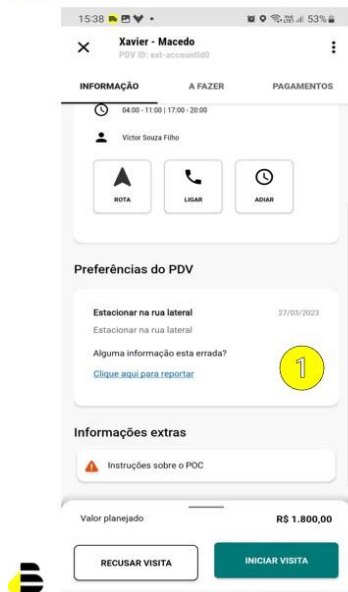 15:38 53%
Xavier - Macedo
PDV ID: ext-accountId0
INFORMAÇÃO A FAZER PAGAMENTOS
04:00 - 11:00 | 17:00 - 20:00
Victor Souza Filho
ROTA LIGAR ADIAR
Preferências do PDV
Estacionar na rua lateral 27/03/2023
Estacionar na rua lateral
Alguma informação esta errada?
Clique aqui para reportar
1
Informações extras
Instruções sobre o POC
Valor planejado R$ 1.800,00
RECUSAR VISITA INICIAR VISITA